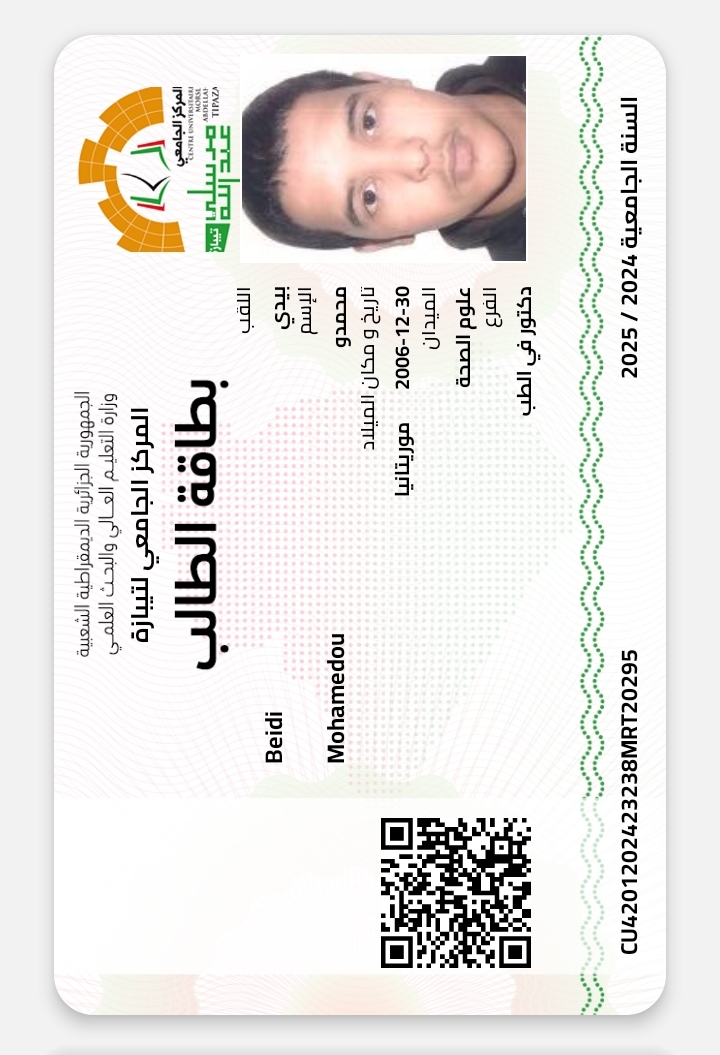 الجمهورية الجزائرية الديمقراطية الشعبية
وزارة التعليم العالي والبحث العلمي
المركز الجامعي لتيبازة
بطاقة الطالب
المركز الجامعي
CENTRE UNIVERSITAIRE
MORSLI
ABDELLAH-
TIPAZA
مرسلي
عبدالله
تيبازة
اللقب
بيدي
Beidi
الإسم
محمدو
Mohamedou
تاريخ و مكان الميلاد
2006-12-30 موريتانيا
الميدان
علوم الصحة
الفرع
دكتور في الطب
السنة الجامعية 2024 / 2025
CU4201202423238MRT20295